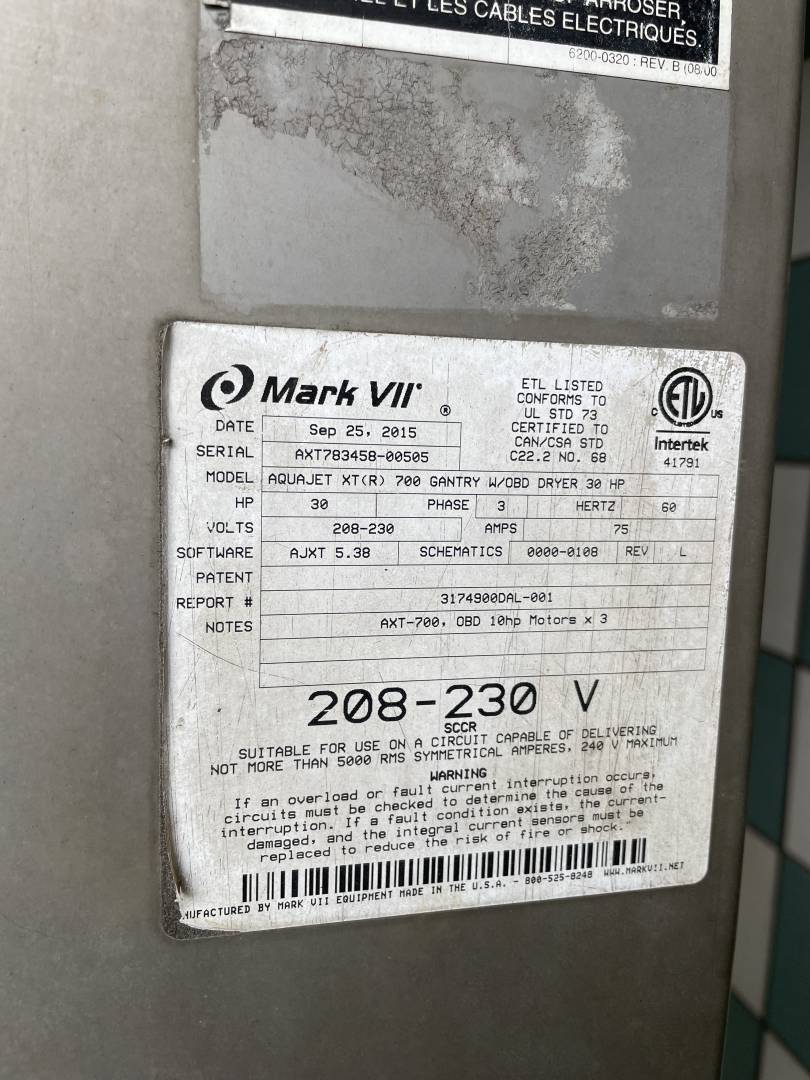 ARROSER,
ET LES CABLES ELECTRIQUES.
6200-0320 : REV. B (08/00
Mark VII®
ETL LISTED
CONFORMS TO
UL STD 73
CERTIFIED TO
CAN/CSA STD
C22.2 NO. 68
C ETL US
LISTED
Intertek
41791
DATE Sep 25, 2015
SERIAL AXT783458-00505
MODEL AQUAJET XT(R) 700 GANTRY W/OBD DRYER 30 HP
HP 30 PHASE 3 HERTZ 60
VOLTS 208-230 AMPS 75
SOFTWARE AJXT 5.38 SCHEMATICS 0000-0108 REV L
PATENT
REPORT # 3174900DAL-001
NOTES AXT-700, OBD 10hp Motors x 3
208-230 V
SCCR
SUITABLE FOR USE ON A CIRCUIT CAPABLE OF DELIVERING
NOT MORE THAN 5000 RMS SYMMETRICAL AMPERES, 240 V MAXIMUM
WARNING
If an overload or fault current interruption occurs,
circuits must be checked to determine the cause of the
interruption. If a fault condition exists, the current-
damaged, and the integral current sensors must be
replaced to reduce the risk of fire or shock.
NUFACTURED BY MARK VII EQUIPMENT MADE IN THE U.S.A. - 800-525-8248 WWW.MARKVII.NET